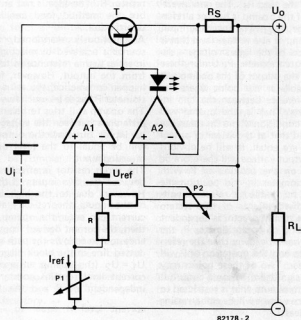 T
RS
Uo
+
A1
A2
+ −
+ −
Ui
Uref
P2
R
RL
Iref
P1
−
82178 - 2